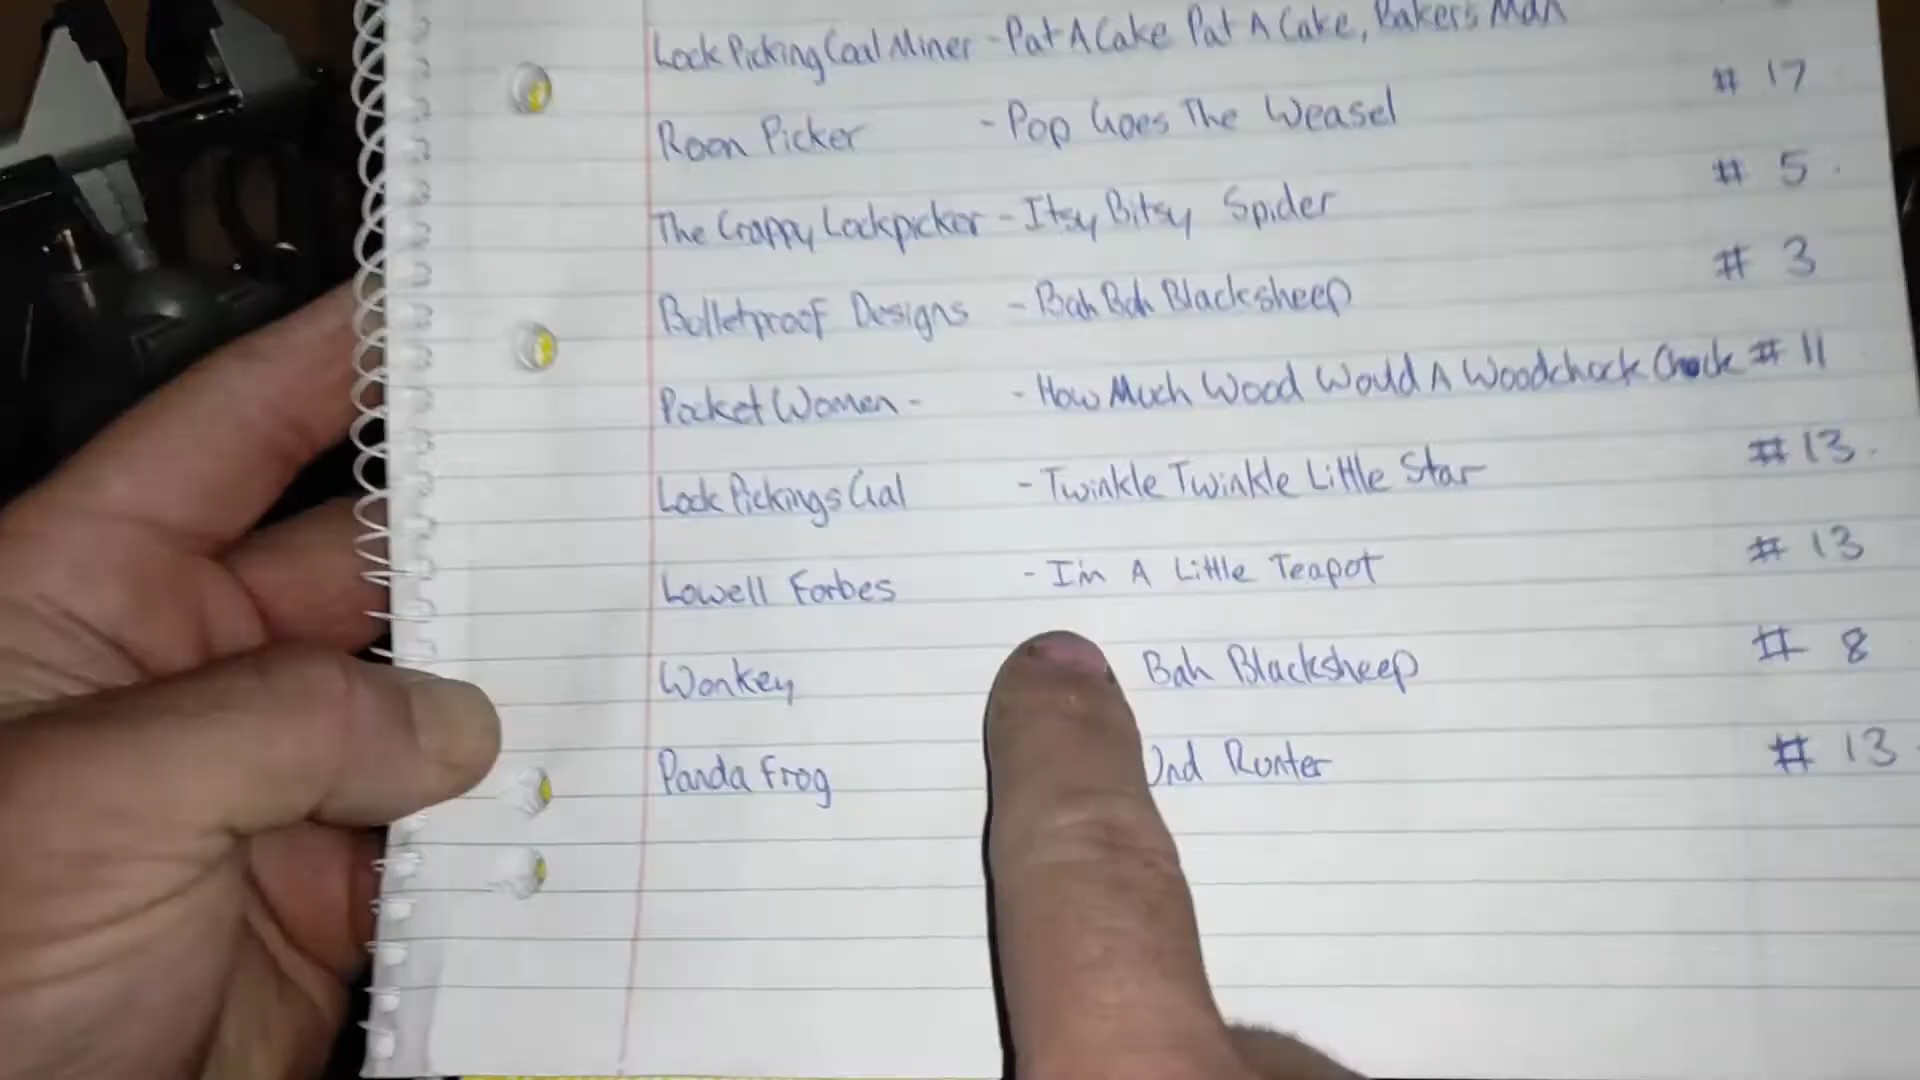 Lock Picking Coal Miner - Pat A Cake Pat A Cake, Bakers Man
Roon Picker - Pop Goes The Weasel # 17
The Crappy Lockpicker - Itsy Bitsy Spider # 5
Bulletproof Designs - Bah Bah Blacksheep # 3
Pocket Women - - How Much Wood Would A Woodchuck Chuck # 11
Lock Pickings Gal - Twinkle Twinkle Little Star # 13
Lowell Forbes - I'm A Little Teapot # 13
Wonkey Bah Blacksheep # 8
Panda Frog Und Runter # 13